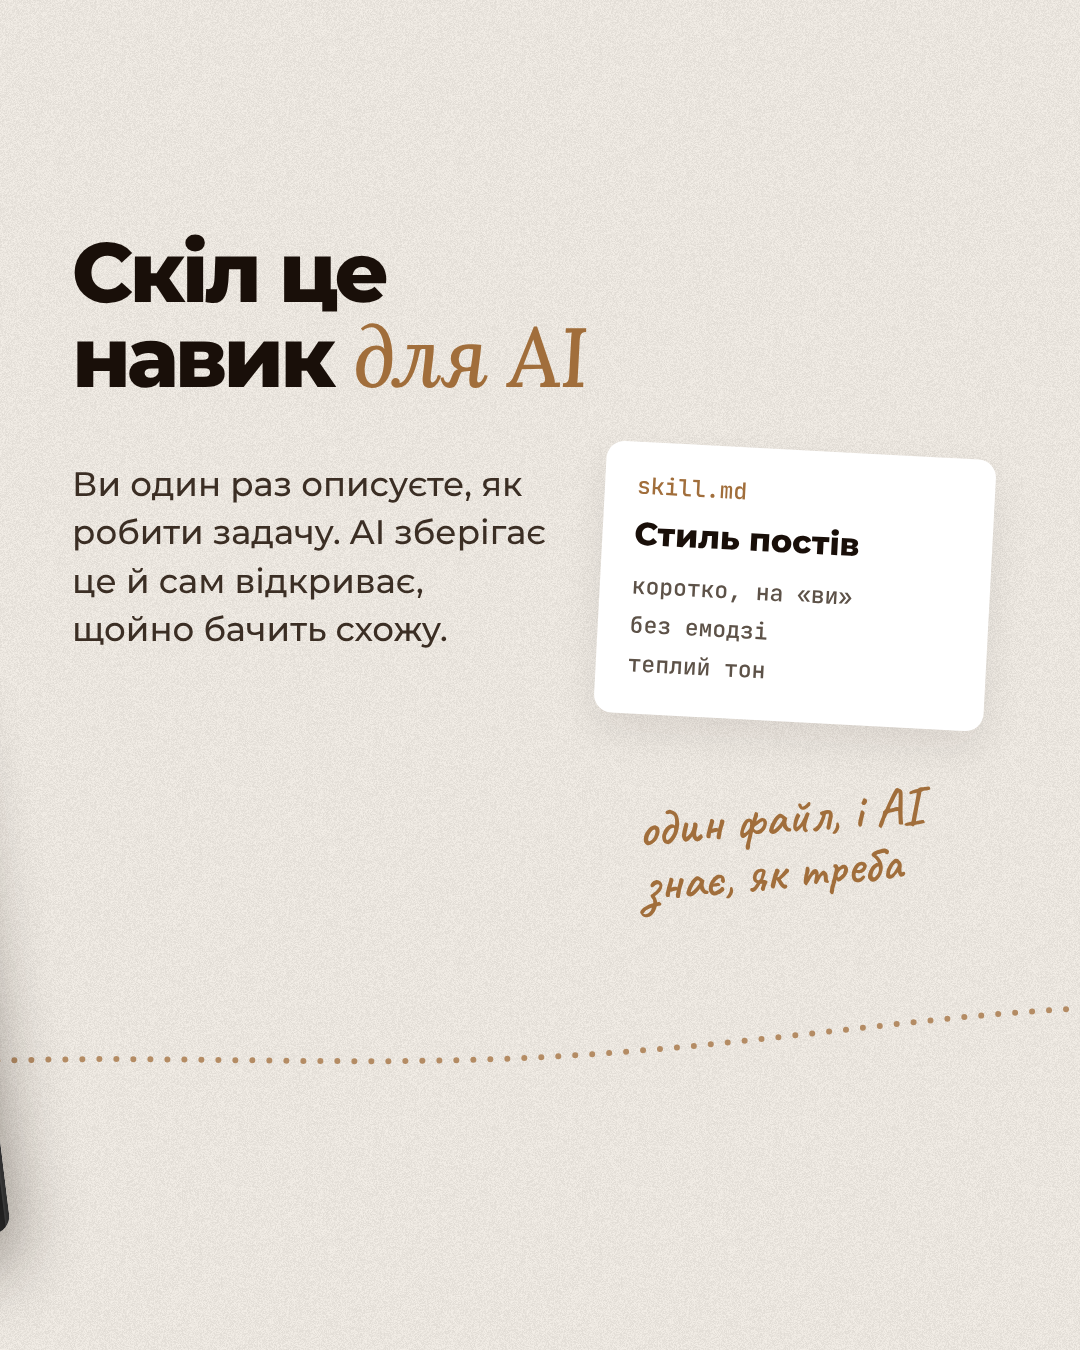 Скіл це
навик для AI
Ви один раз описуєте, як
робити задачу. AI зберігає
це й сам відкриває,
щойно бачить схожу.
skill.md
Стиль постів
коротко, на «ви»
без емодзі
теплий тон
один файл, і AI
знає, як треба